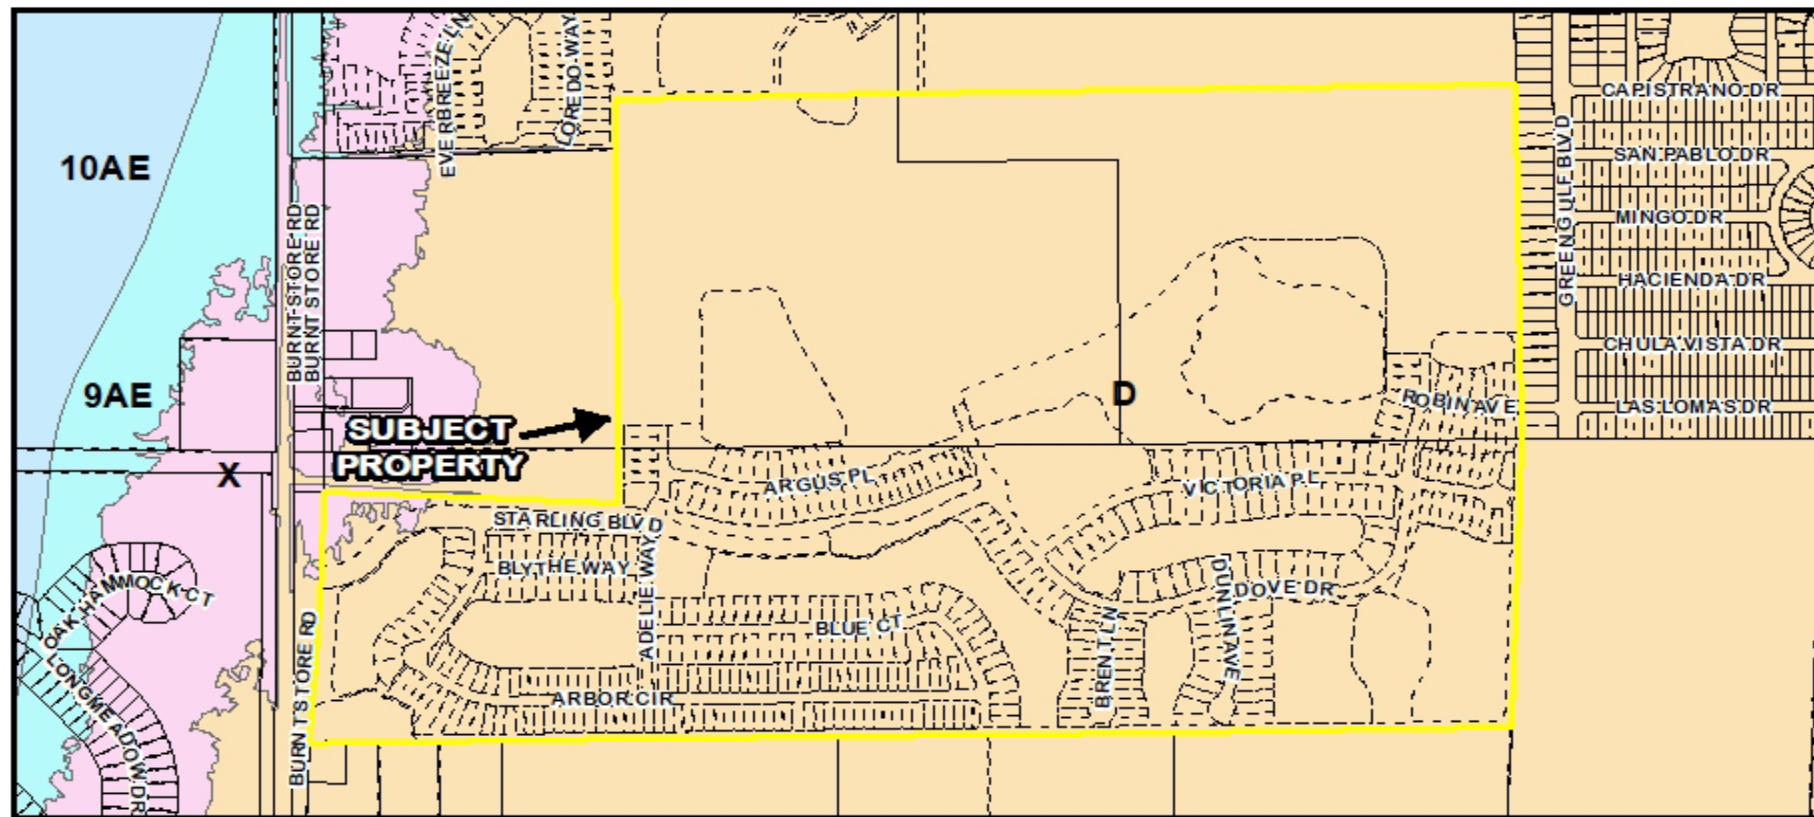 EVERBREEZE LN
LOREDO WAY
CAPISTRANO DR
GREENGULF BLVD
SAN PABLO DR
10AE
BURNT STORE RD
BURNT STORE RD
MINGO DR
HACIENDA DR
CHULA VISTA DR
9AE
D
ROBIN AVE
LAS LOMAS DR
SUBJECT
PROPERTY
X
ARGUS PL
VICTORIA PL
STARLING BLVD
BLYTHE WAY
ADELIE WAY
OAK HAMMOCK CT
DUNLIN AVE
DOVE DR
BLUE CT
BRENT LN
BURNT STORE RD
LONGMEADOW DR
ARBOR CIR